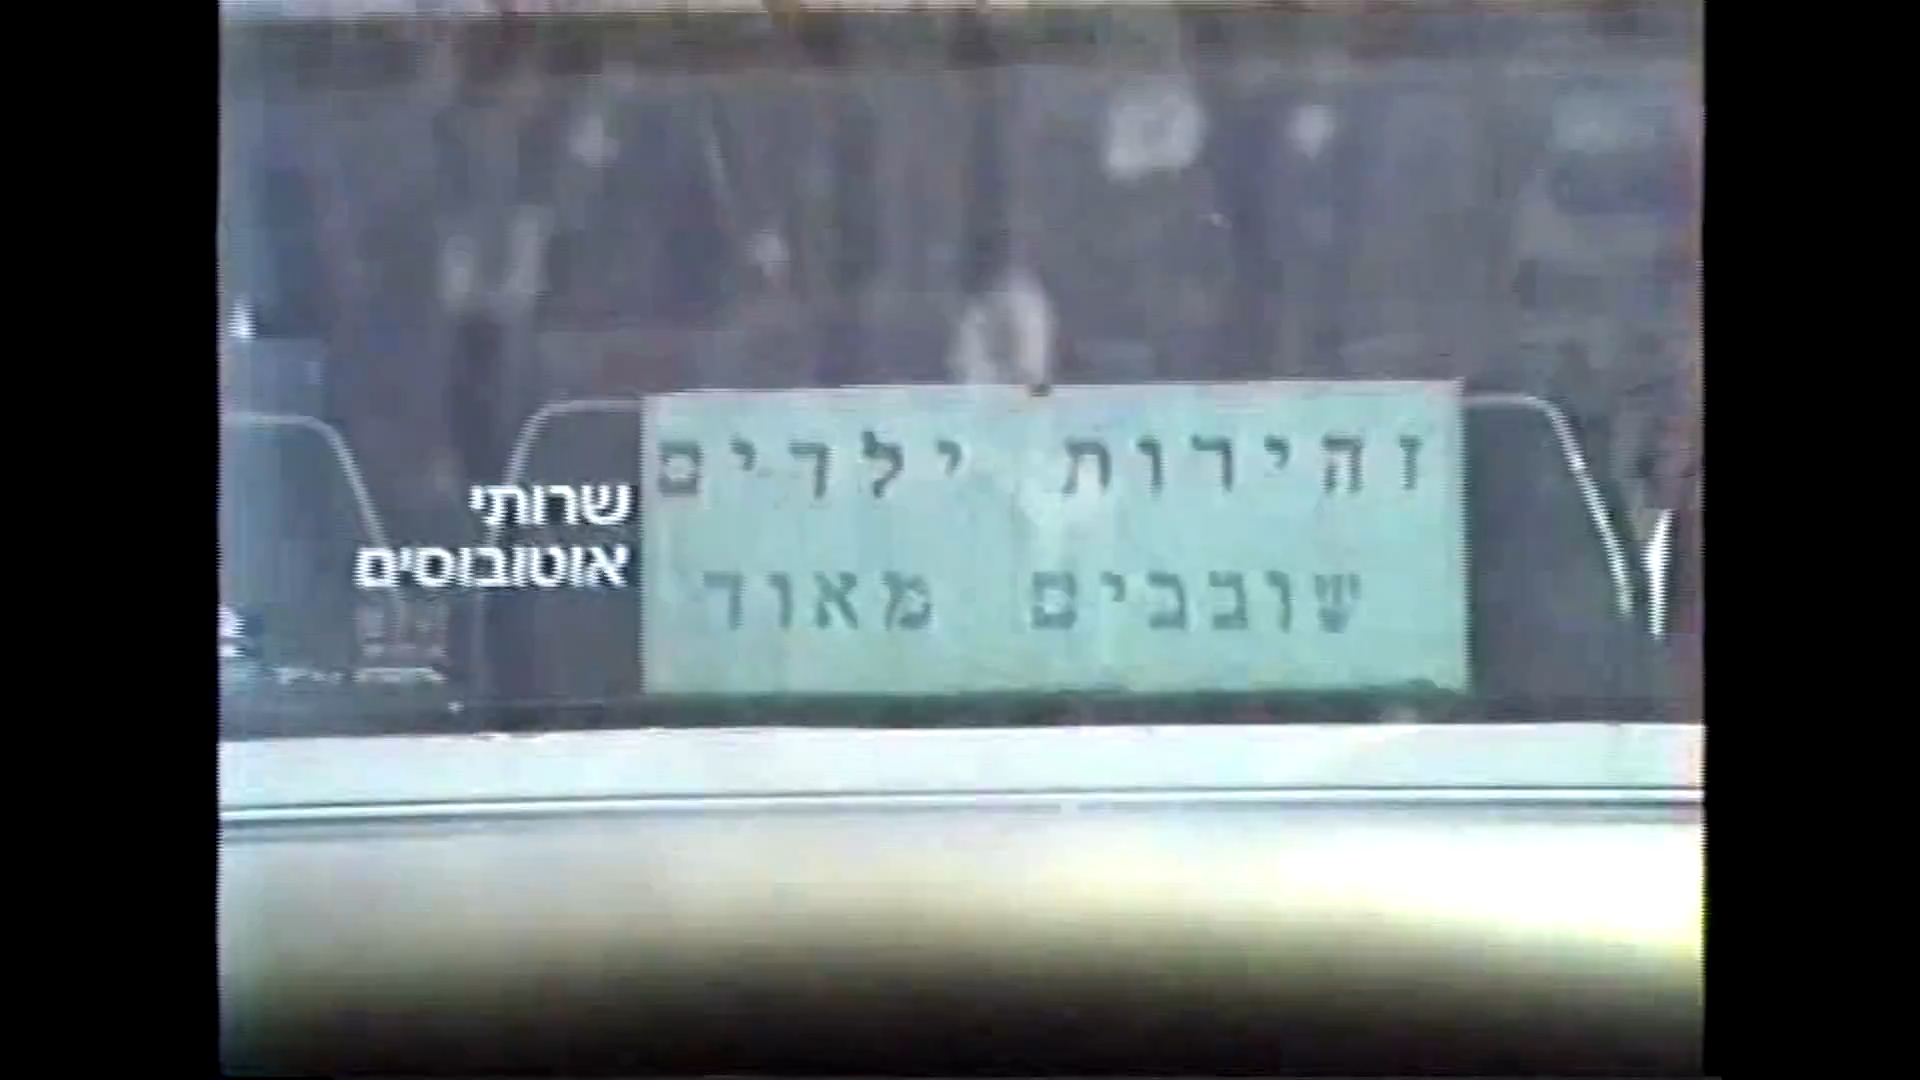 זהירות ילדים
שובבים מאוד
שרותי
אוטובוסים